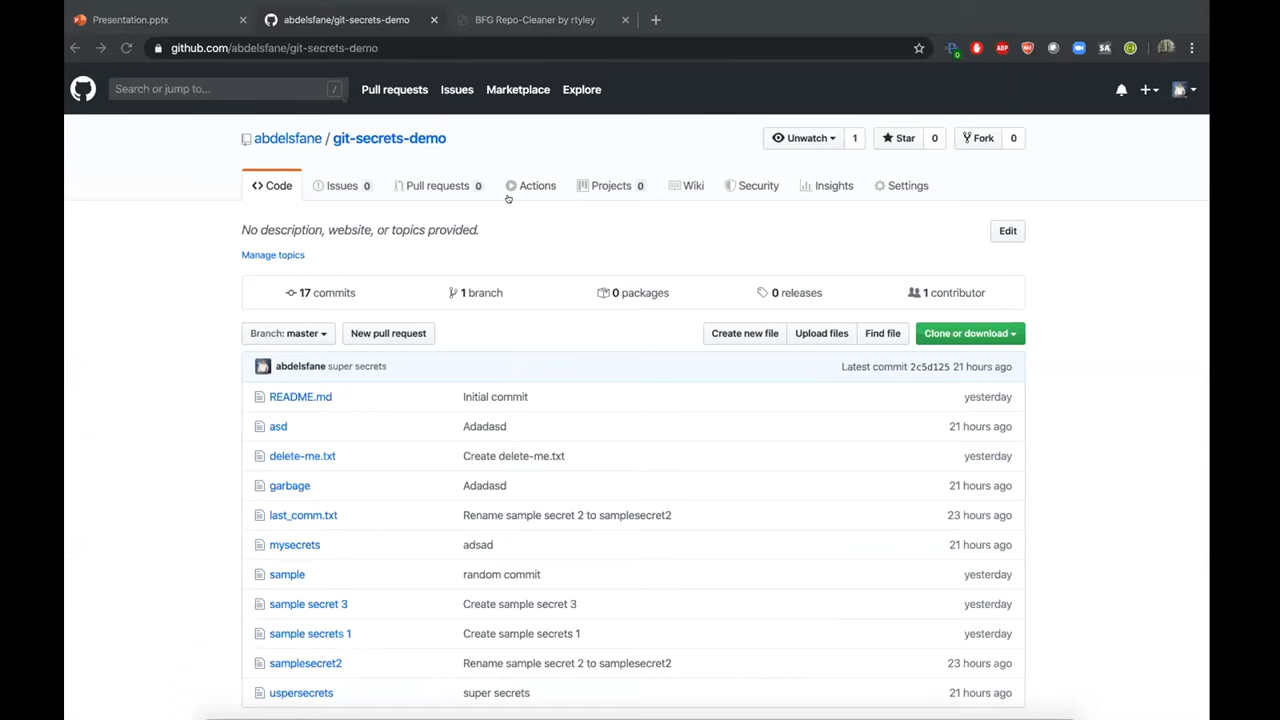 Presentation.pptx
abdelsfane/git-secrets-demo
BFG Repo-Cleaner by rtyley
github.com/abdelsfane/git-secrets-demo
ABP
0
Search or jump to...
/
Pull requests
Issues
Marketplace
Explore
abdelsfane / git-secrets-demo
Unwatch 1
Star 0
Fork 0
<> Code
Issues 0
Pull requests 0
Actions
Projects 0
Wiki
Security
Insights
Settings
No description, website, or topics provided.
Edit
Manage topics
17 commits
1 branch
0 packages
0 releases
1 contributor
Branch: master
New pull request
Create new file
Upload files
Find file
Clone or download
abdelsfane super secrets
Latest commit 2c5d125 21 hours ago
README.md Initial commit yesterday
asd Adadasd 21 hours ago
delete-me.txt Create delete-me.txt yesterday
garbage Adadasd 21 hours ago
last_comm.txt Rename sample secret 2 to samplesecret2 23 hours ago
mysecrets adsad 21 hours ago
sample random commit yesterday
sample secret 3 Create sample secret 3 yesterday
sample secrets 1 Create sample secrets 1 yesterday
samplesecret2 Rename sample secret 2 to samplesecret2 23 hours ago
uspersecrets super secrets 21 hours ago